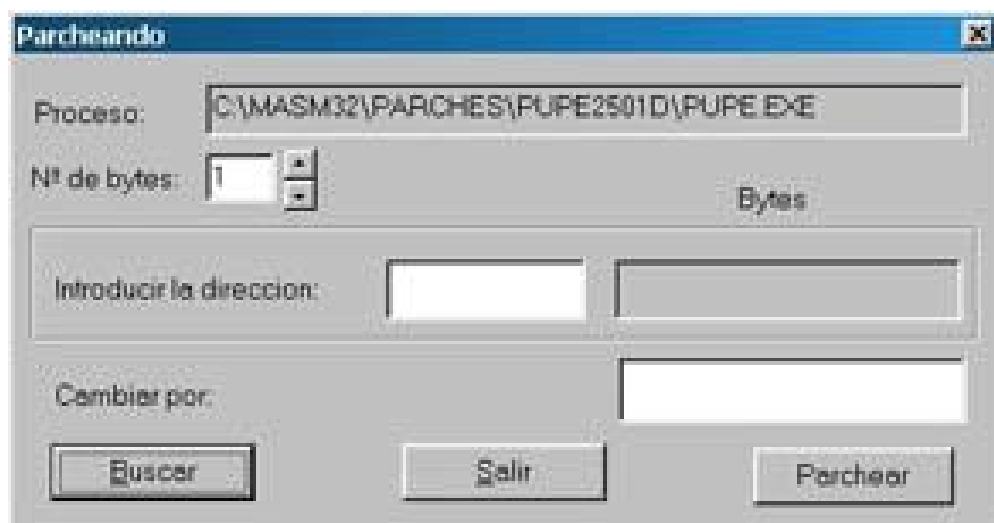 Parcheando
Proceso: C:\MASM32\PARCHES\PUPE2501D\PUPE.EXE
Nº de bytes: 1
Bytes
Introducir la direccion:
Cambiar por:
Buscar Salir Parchear